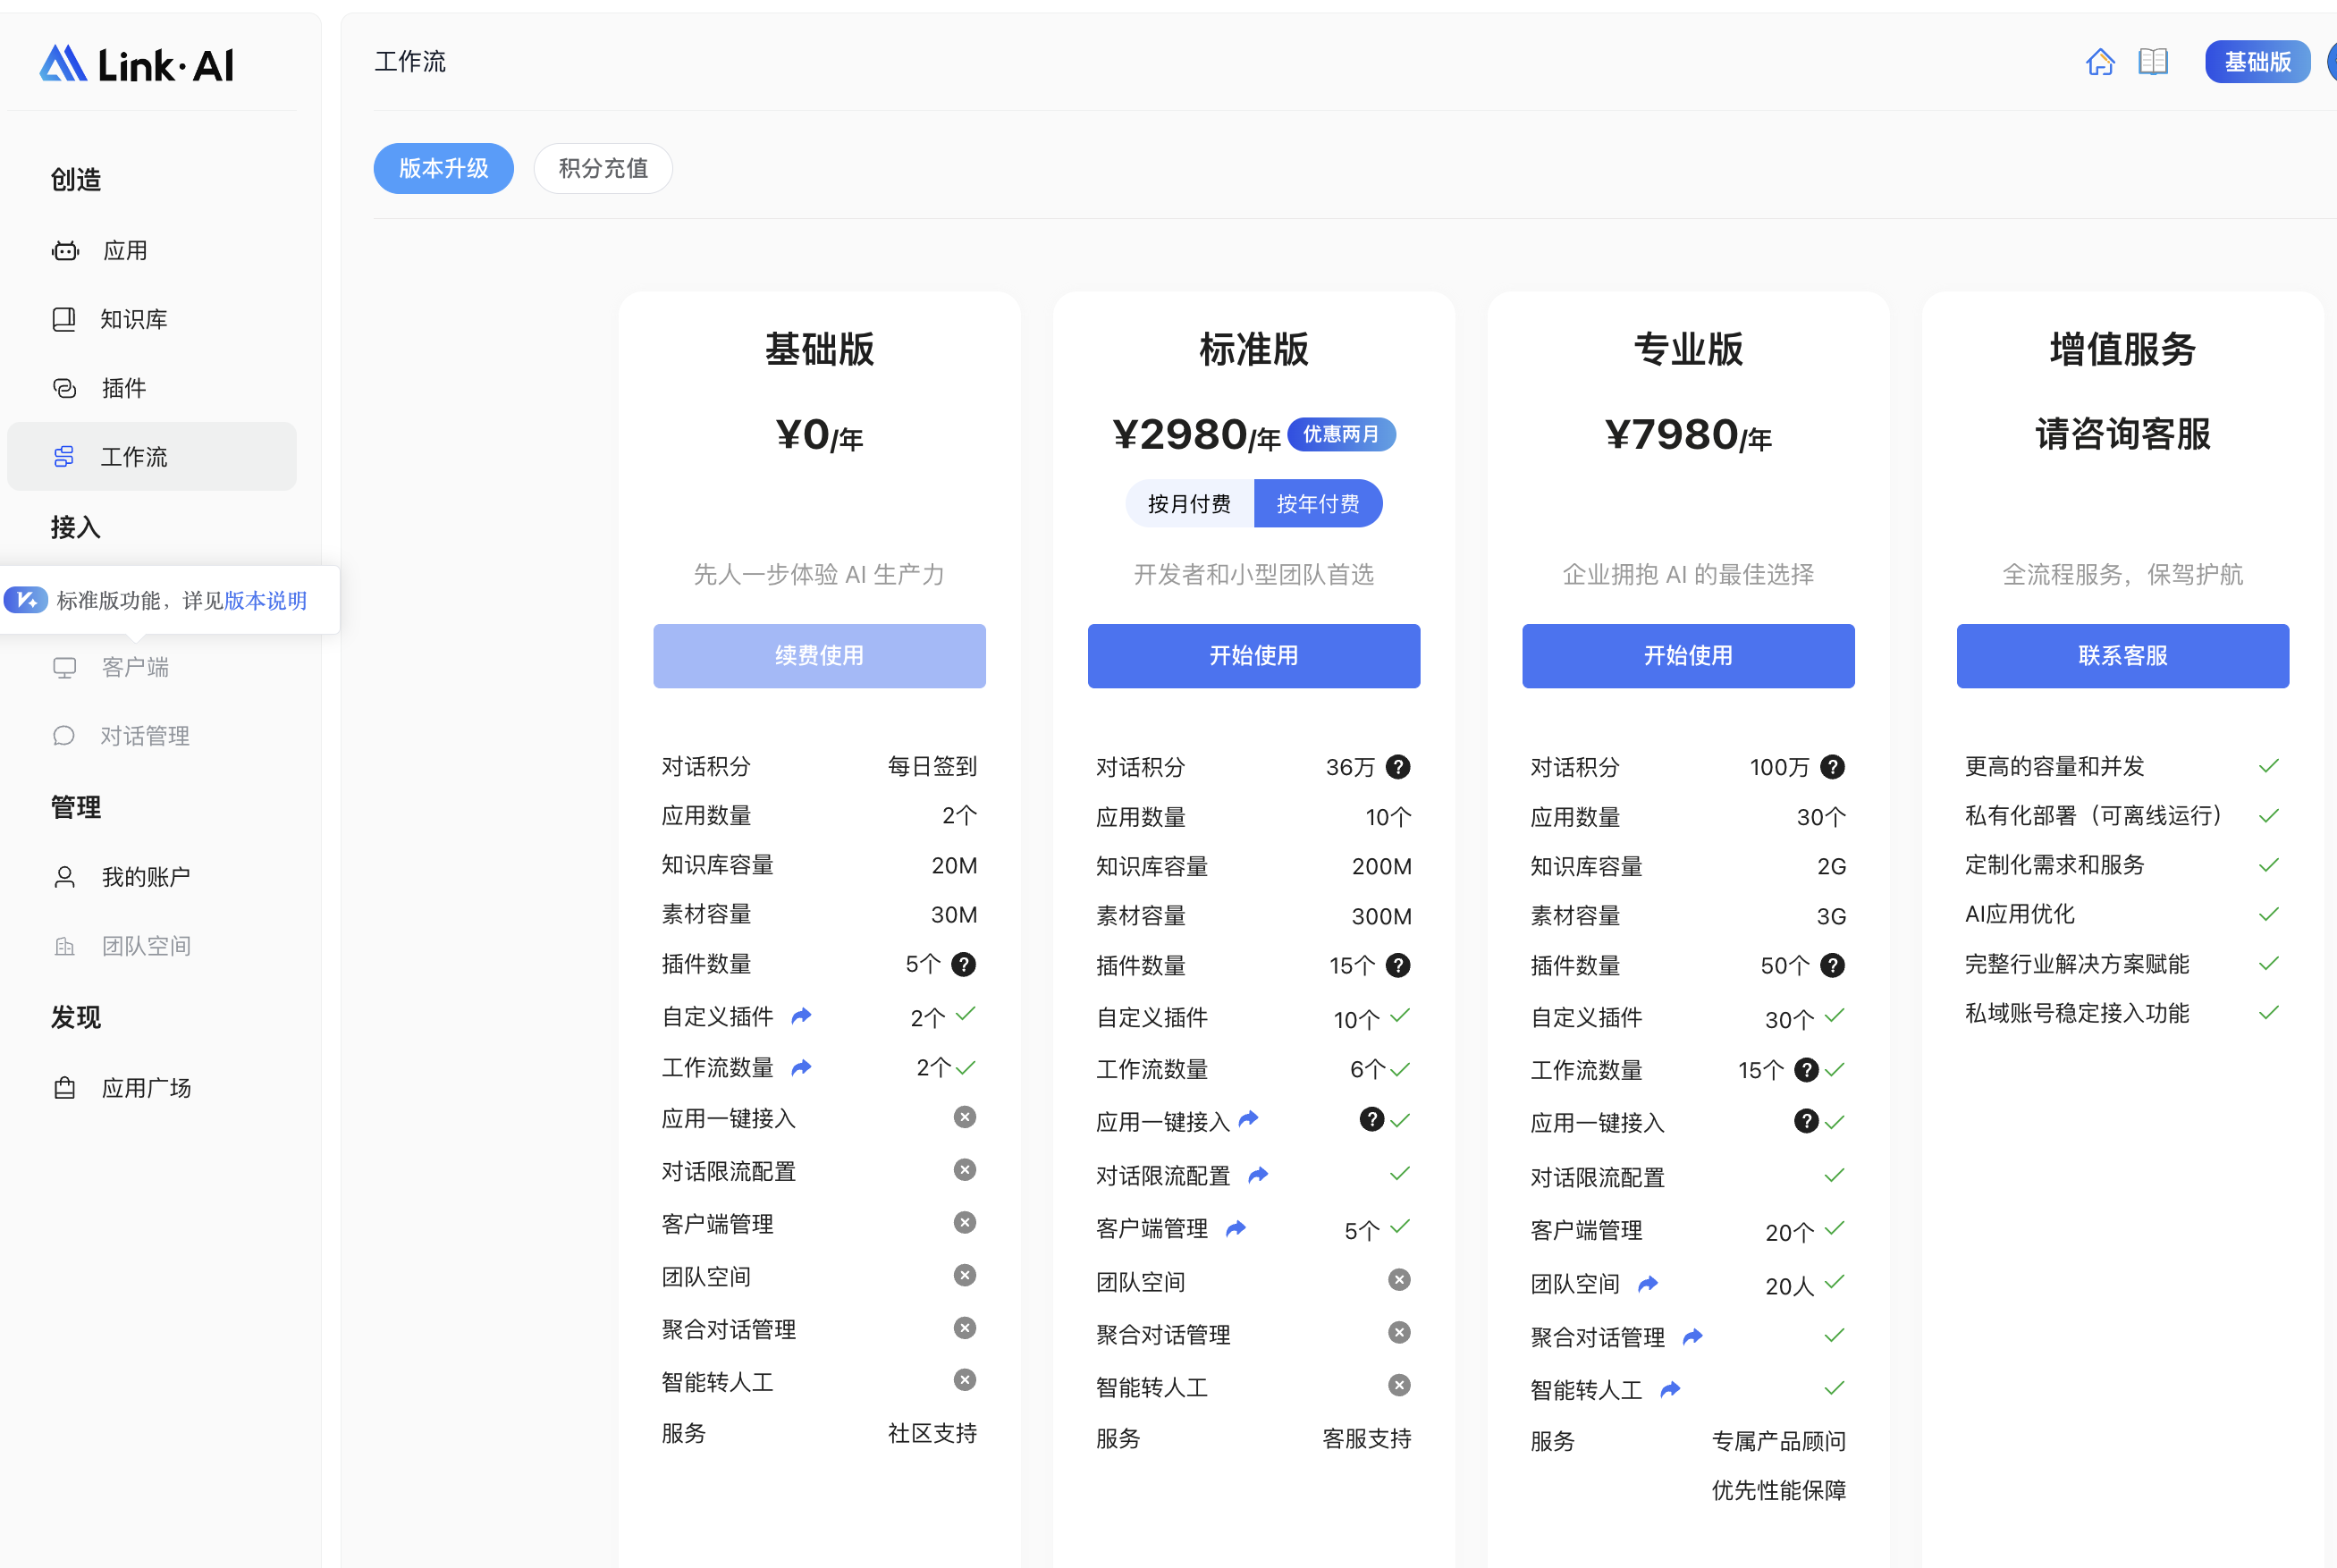 Link·AI
创造
应用
知识库
插件
工作流
接入
标准版功能，详见版本说明
客户端
对话管理
管理
我的账户
团队空间
发现
应用广场
工作流
基础版
版本升级 积分充值
基础版
¥0/年
先人一步体验 AI 生产力
续费使用
对话积分 每日签到
应用数量 2个
知识库容量 20M
素材容量 30M
插件数量 5个
自定义插件 2个
工作流数量 2个
应用一键接入
对话限流配置
客户端管理
团队空间
聚合对话管理
智能转人工
服务 社区支持
标准版
¥2980/年 优惠两月
按月付费 按年付费
开发者和小型团队首选
开始使用
对话积分 36万
应用数量 10个
知识库容量 200M
素材容量 300M
插件数量 15个
自定义插件 10个
工作流数量 6个
应用一键接入
对话限流配置
客户端管理 5个
团队空间
聚合对话管理
智能转人工
服务 客服支持
专业版
¥7980/年
企业拥抱 AI 的最佳选择
开始使用
对话积分 100万
应用数量 30个
知识库容量 2G
素材容量 3G
插件数量 50个
自定义插件 30个
工作流数量 15个
应用一键接入
对话限流配置
客户端管理 20个
团队空间 20人
聚合对话管理
智能转人工
服务 专属产品顾问
优先性能保障
增值服务
请咨询客服
全流程服务，保驾护航
联系客服
更高的容量和并发
私有化部署（可离线运行）
定制化需求和服务
AI应用优化
完整行业解决方案赋能
私域账号稳定接入功能